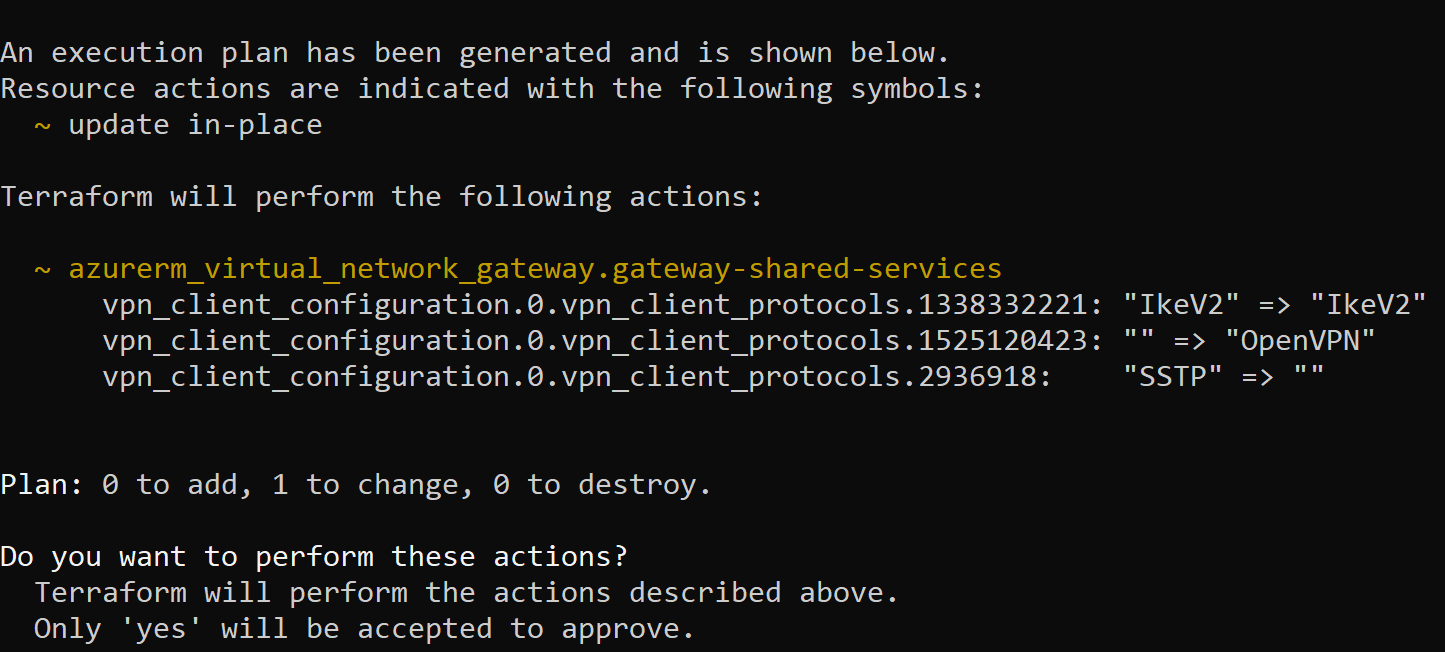 An execution plan has been generated and is shown below.
Resource actions are indicated with the following symbols:
  ~ update in-place
Terraform will perform the following actions:
  ~ azurerm_virtual_network_gateway.gateway-shared-services
      vpn_client_configuration.0.vpn_client_protocols.1338332221: "IkeV2" => "IkeV2"
      vpn_client_configuration.0.vpn_client_protocols.1525120423: "" => "OpenVPN"
      vpn_client_configuration.0.vpn_client_protocols.2936918:    "SSTP" => ""
Plan: 0 to add, 1 to change, 0 to destroy.
Do you want to perform these actions?
  Terraform will perform the actions described above.
  Only 'yes' will be accepted to approve.